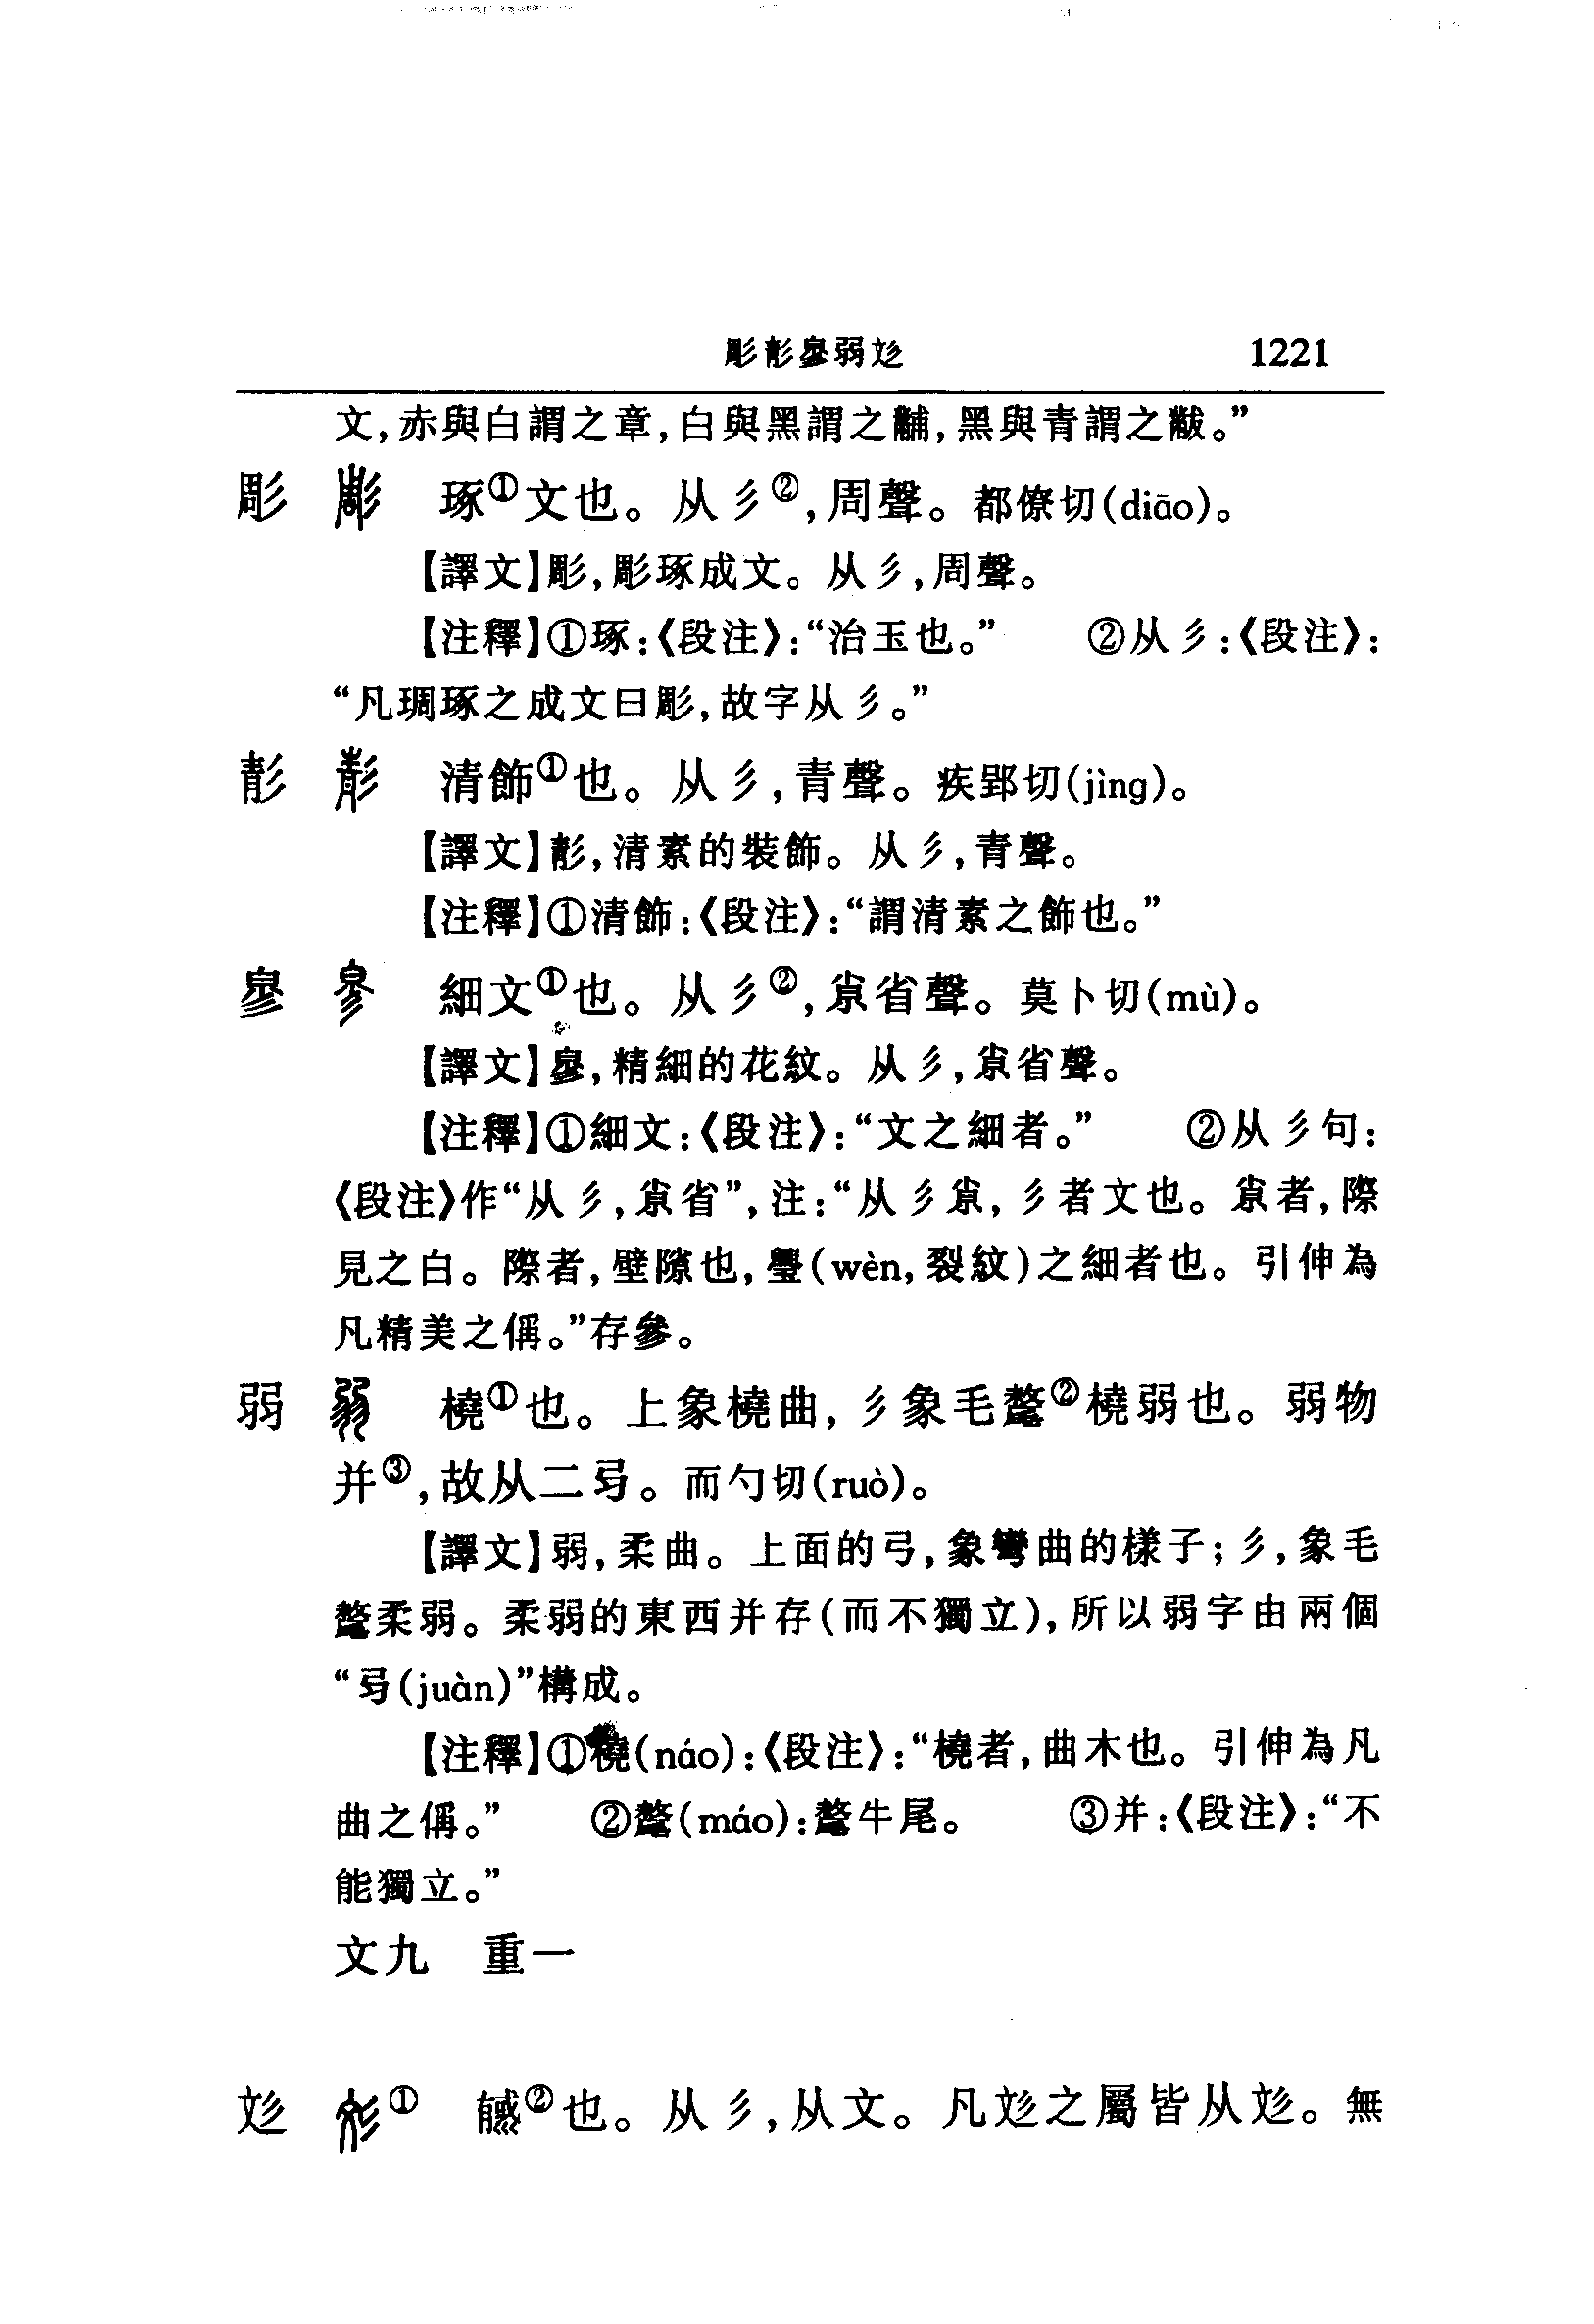 彫彰㣎弱彣 1221
文,赤與白謂之章,白與黑謂之黼,黑與青謂之黻。”
彫 琢①文也。从彡②,周聲。都僚切(diāo)。
【譯文】彫,彫琢成文。从彡,周聲。
【注釋】①琢:《段注》:“治玉也。” ②从彡:《段注》:
“凡琱琢之成文曰彫,故字从彡。”
彰 清飾①也。从彡,青聲。疾郢切(jìng)。
【譯文】彰,清素的裝飾。从彡,青聲。
【注釋】①清飾:《段注》:“謂清素之飾也。”
㣎 細文①也。从彡②,㡭省聲。莫卜切(mù)。
【譯文】㣎,精細的花紋。从彡,省聲。
【注釋】①細文:《段注》:“文之細者。” ②从彡句:
《段注》作“从彡,省”,注:“从彡,彡者文也。者,際
見之白。際者,壁隙也,璺(wèn,裂紋)之細者也。引伸為
凡精美之偁。”存參。
弱 橈①也。上象橈曲,彡象毛氂②橈弱也。弱物
并③,故从二弓。而勺切(ruò)。
【譯文】弱,柔曲。上面的弓,象彎曲的樣子;彡,象毛
氂柔弱。柔弱的東西并存(而不獨立),所以弱字由兩個
“弓(juàn)”構成。
【注釋】①橈(náo):《段注》:“橈者,曲木也。引伸為凡
曲之偁。” ②氂(máo):氂牛尾。 ③并:《段注》:“不
能獨立。”
文九 重一
彣 ① 䤋②也。从彡,从文。凡彣之屬皆从彣。無